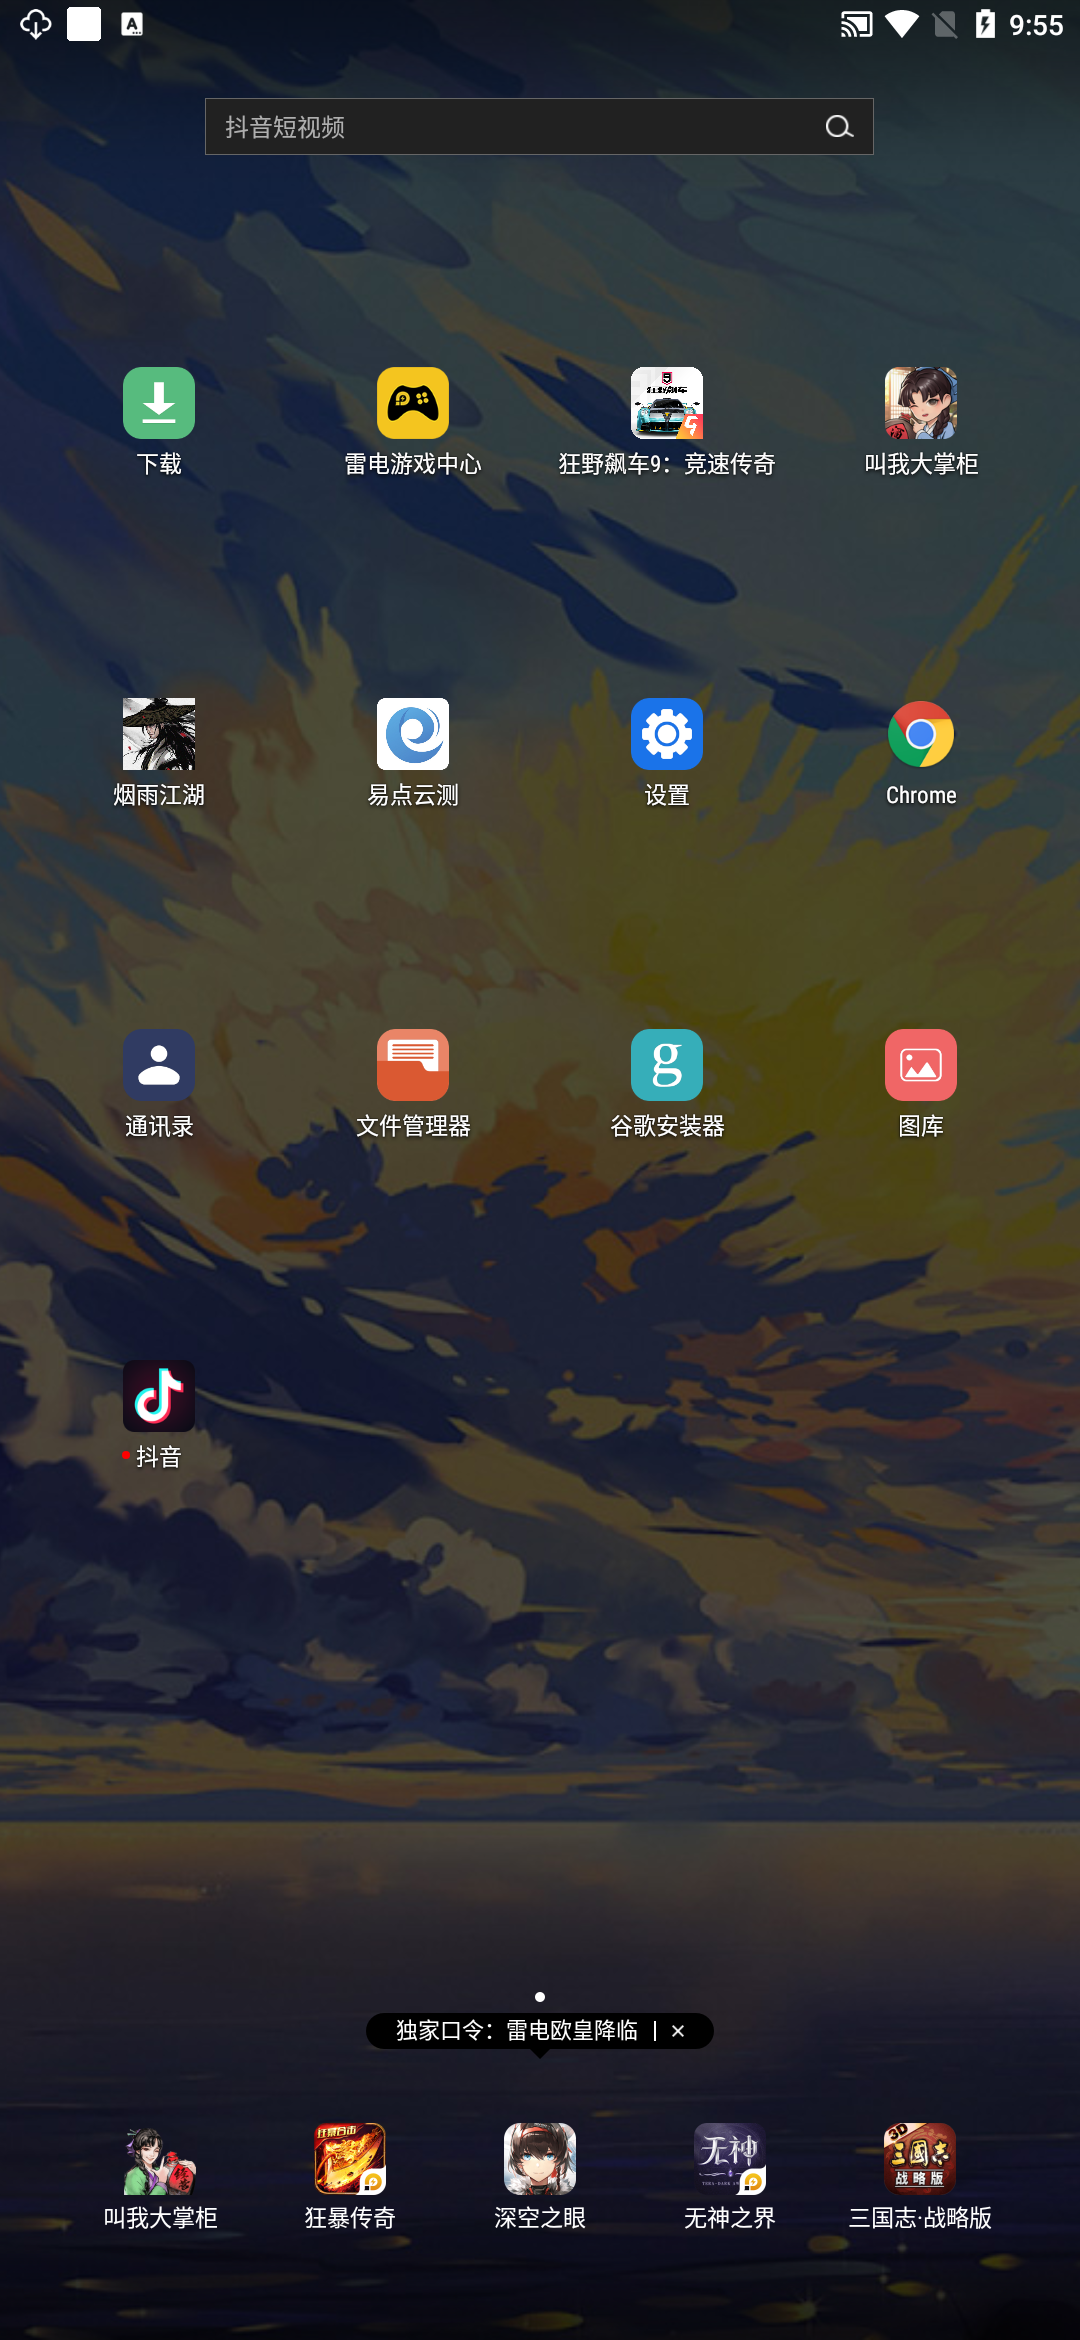 9:55
抖音短视频
下载
雷电游戏中心
狂野飙车9：竞速传奇
叫我大掌柜
烟雨江湖
易点云测
设置
Chrome
通讯录
文件管理器
谷歌安装器
图库
抖音
独家口令：雷电欧皇降临
叫我大掌柜
狂暴传奇
深空之眼
无神之界
三国志·战略版